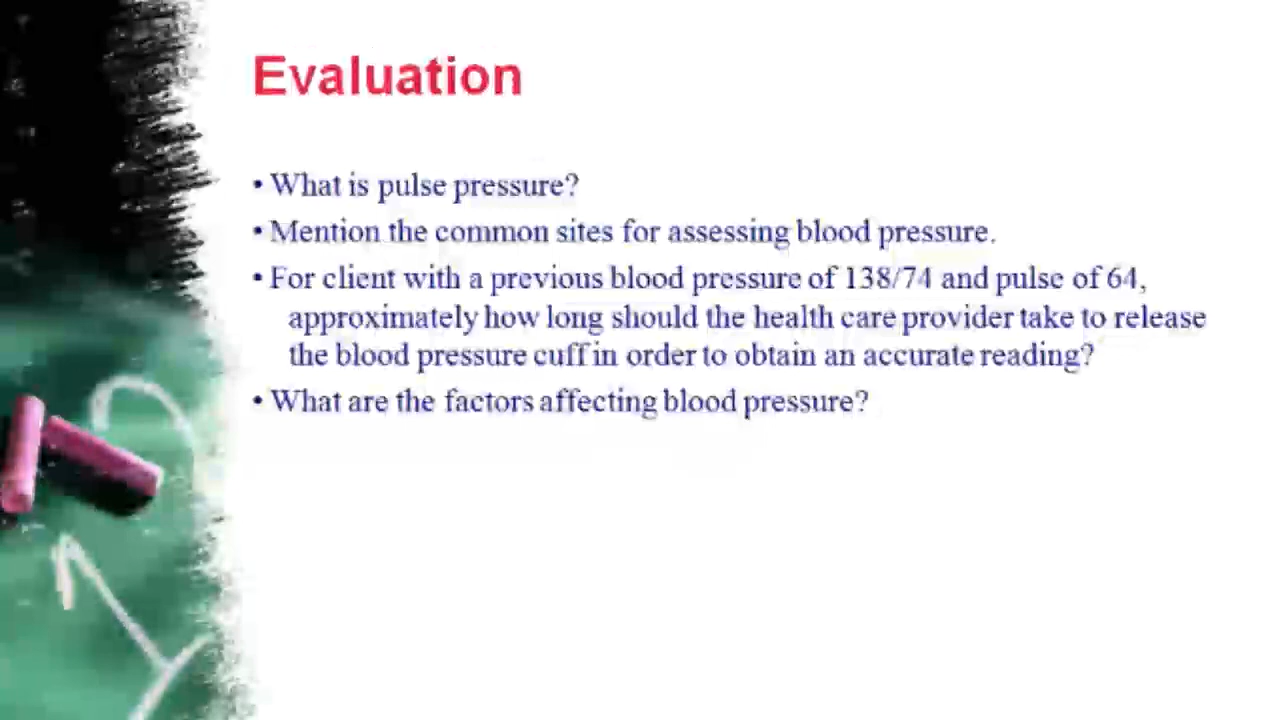 Evaluation
• What is pulse pressure?
• Mention the common sites for assessing blood pressure.
• For client with a previous blood pressure of 138/74 and pulse of 64,
approximately how long should the health care provider take to release
the blood pressure cuff in order to obtain an accurate reading?
• What are the factors affecting blood pressure?